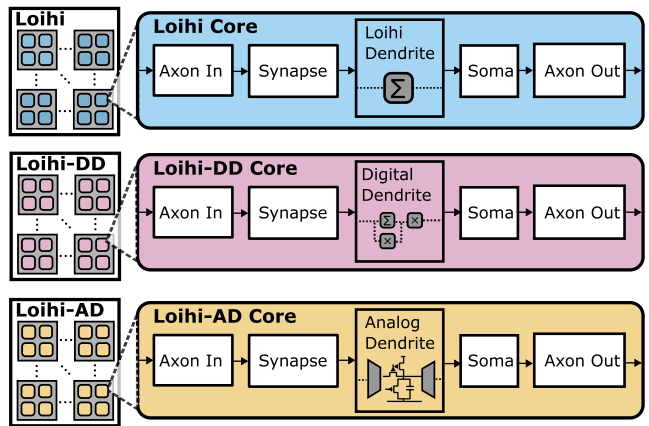 Loihi
Loihi Core
Axon In
Synapse
Loihi
Dendrite
Σ
Soma
Axon Out
Loihi-DD
Loihi-DD Core
Axon In
Synapse
Digital
Dendrite
Σ
×
×
Soma
Axon Out
Loihi-AD
Loihi-AD Core
Axon In
Synapse
Analog
Dendrite
Soma
Axon Out